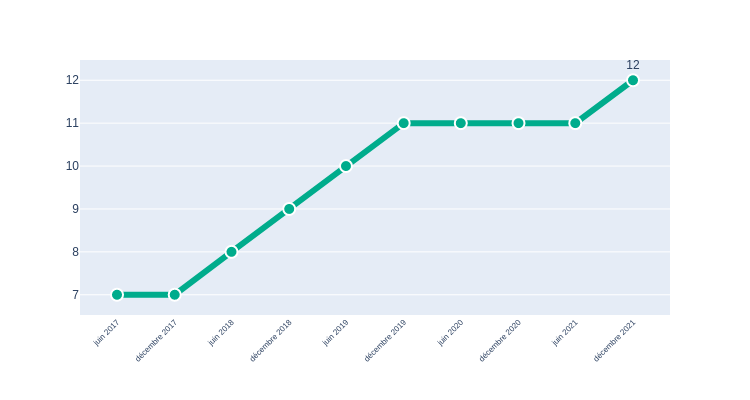 12
12
11
10
9
8
7
juin 2017
décembre 2017
juin 2018
décembre 2018
juin 2019
décembre 2019
juin 2020
décembre 2020
juin 2021
décembre 2021